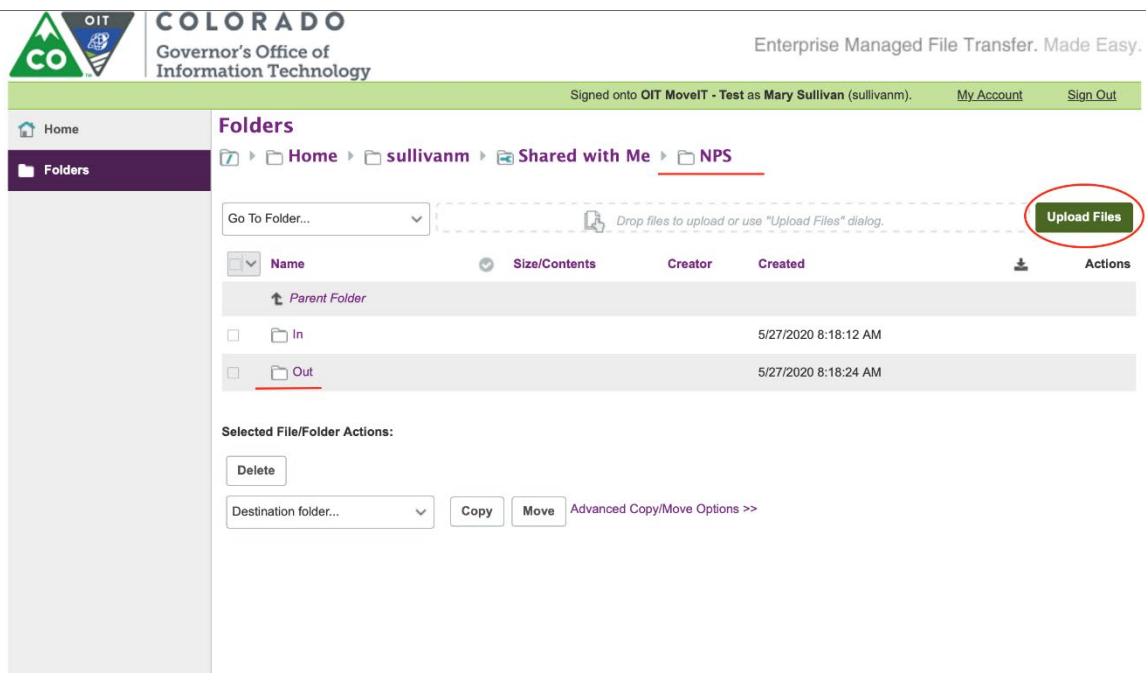 OIT
CO
COLORADO
Governor's Office of
Information Technology
Enterprise Managed File Transfer. Made Easy.
Signed onto OIT MoveIT - Test as Mary Sullivan (sullivanm). My Account Sign Out
Home
Folders
Folders
Home sullivanm Shared with Me NPS
Go To Folder... Drop files to upload or use "Upload Files" dialog. Upload Files
Name Size/Contents Creator Created Actions
Parent Folder
In 5/27/2020 8:18:12 AM
Out 5/27/2020 8:18:24 AM
Selected File/Folder Actions:
Delete
Destination folder... Copy Move Advanced Copy/Move Options >>